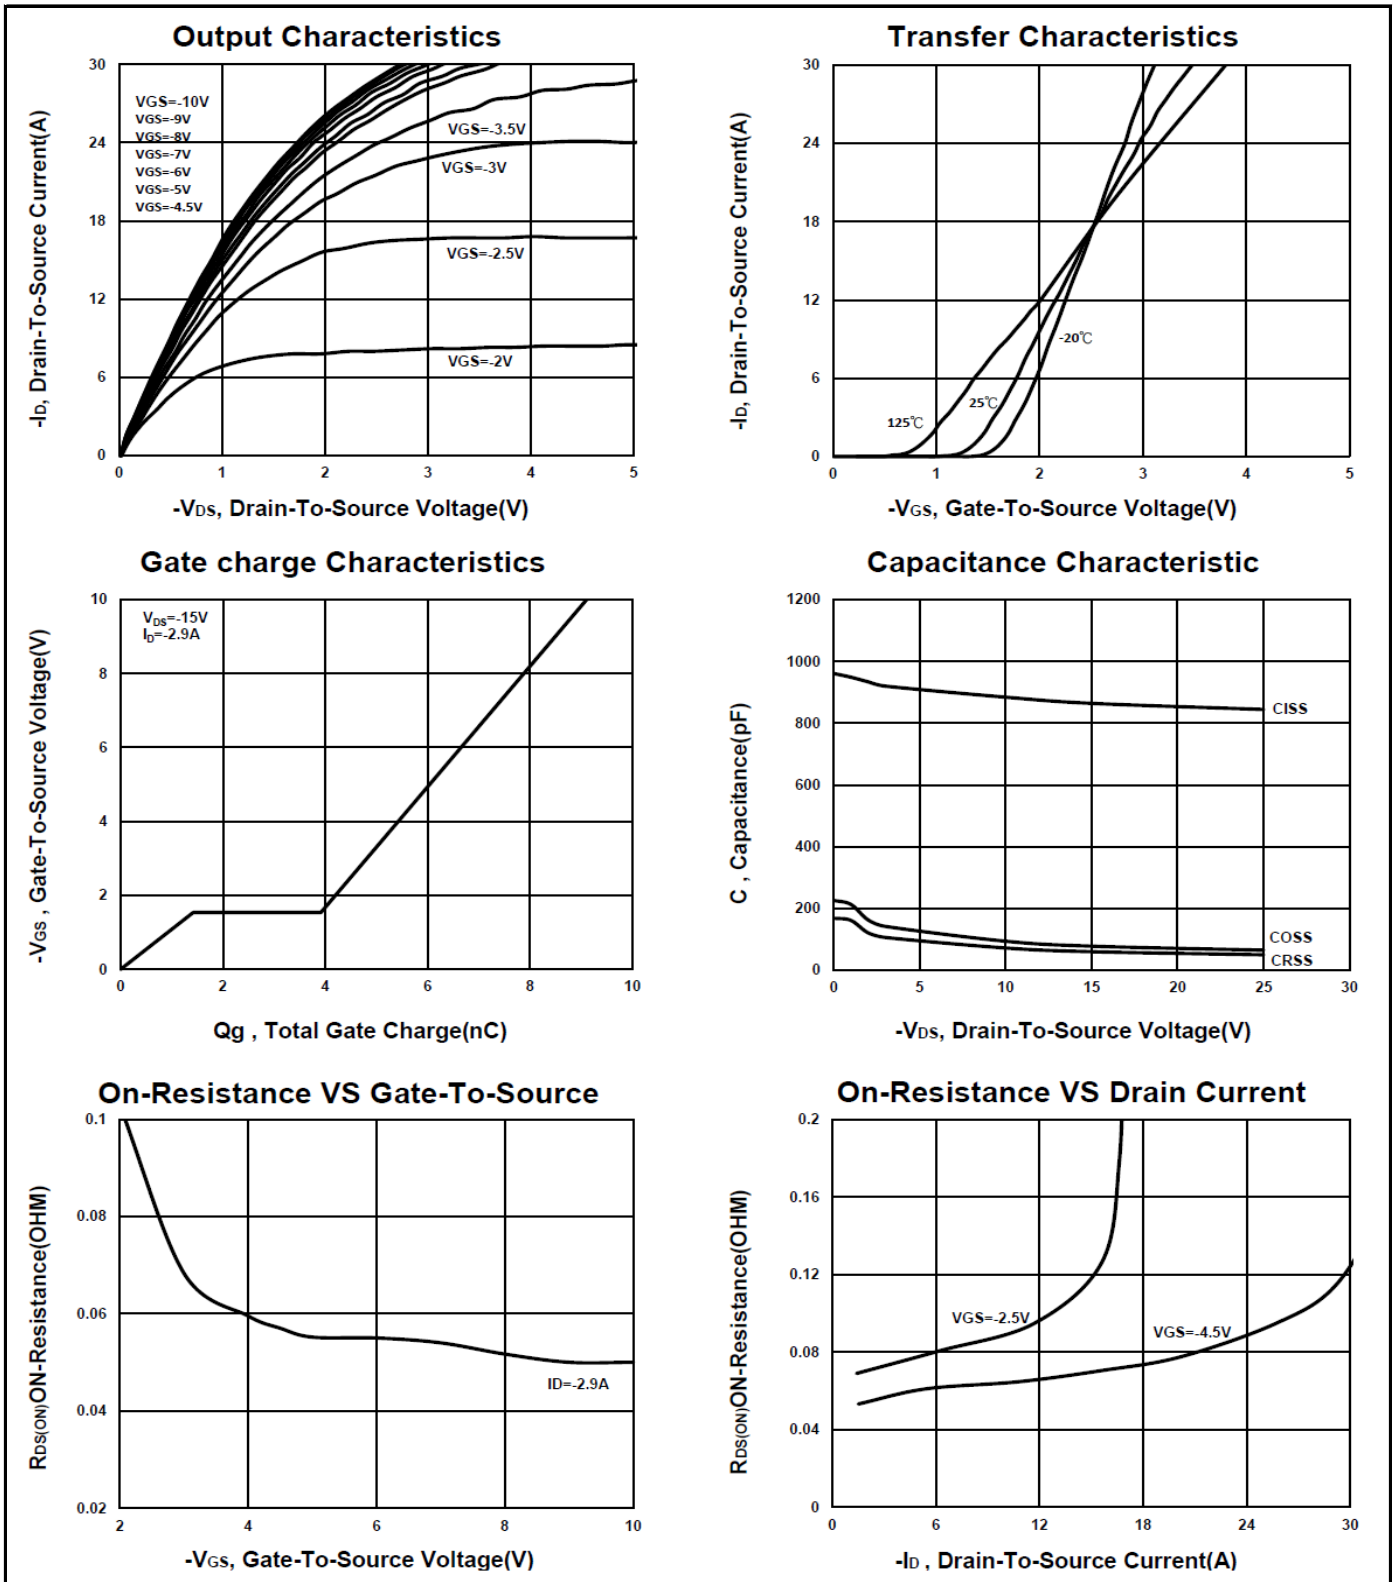 Output Characteristics
30
24
18
12
6
0
0
1
2
3
4
5
VGS=-10V
VGS=-9V
VGS=-8V
VGS=-7V
VGS=-6V
VGS=-5V
VGS=-4.5V
VGS=-3.5V
VGS=-3V
VGS=-2.5V
VGS=-2V
-ID, Drain-To-Source Current(A)
-VDS, Drain-To-Source Voltage(V)
Transfer Characteristics
30
24
18
12
6
0
0
1
2
3
4
5
125℃
25℃
-20℃
-ID, Drain-To-Source Current(A)
-VGS, Gate-To-Source Voltage(V)
Gate charge Characteristics
10
8
6
4
2
0
0
2
4
6
8
10
VDS=-15V
ID=-2.9A
-VGS , Gate-To-Source Voltage(V)
Qg , Total Gate Charge(nC)
Capacitance Characteristic
1200
1000
800
600
400
200
0
0
5
10
15
20
25
30
CISS
COSS
CRSS
C , Capacitance(pF)
-VDS, Drain-To-Source Voltage(V)
On-Resistance VS Gate-To-Source
0.1
0.08
0.06
0.04
0.02
2
4
6
8
10
ID=-2.9A
RDS(ON)ON-Resistance(OHM)
-VGS, Gate-To-Source Voltage(V)
On-Resistance VS Drain Current
0.2
0.16
0.12
0.08
0.04
0
0
6
12
18
24
30
VGS=-2.5V
VGS=-4.5V
RDS(ON)ON-Resistance(OHM)
-ID , Drain-To-Source Current(A)